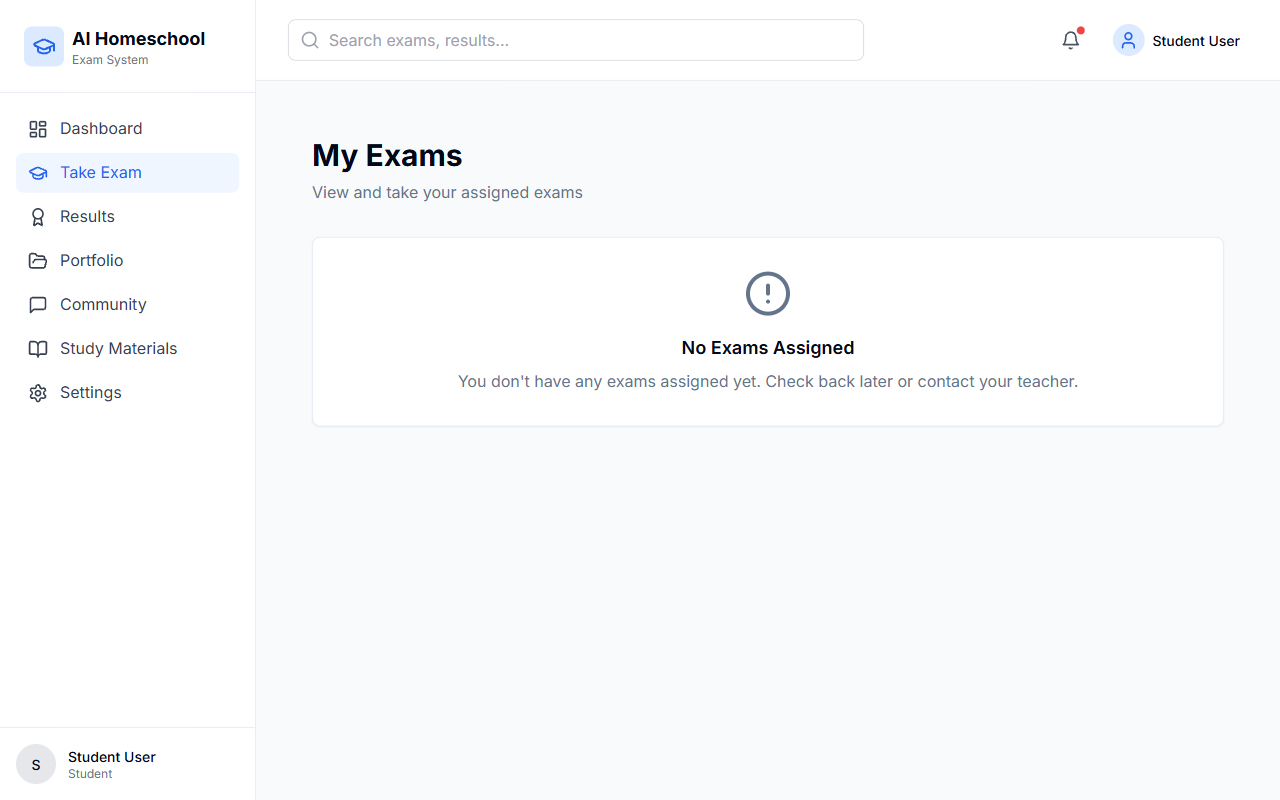 AI Homeschool
Exam System
Dashboard
Take Exam
Results
Portfolio
Community
Study Materials
Settings
S
Student User
Student
Search exams, results...
Student User
My Exams
View and take your assigned exams
No Exams Assigned
You don't have any exams assigned yet. Check back later or contact your teacher.